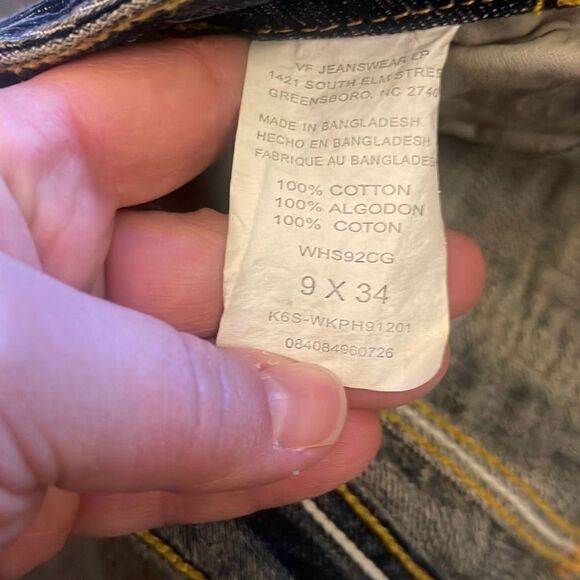 VF JEANSWEAR LP
1421 SOUTH ELM STREE
GREENSBORO, NC 2740
MADE IN BANGLADESH
HECHO EN BANGLADESH
FABRIQUE AU BANGLADES
100% COTTON
100% ALGODON
100% COTON
WHS92CG
9 X 34
K6S-WKPH91201
084084960726